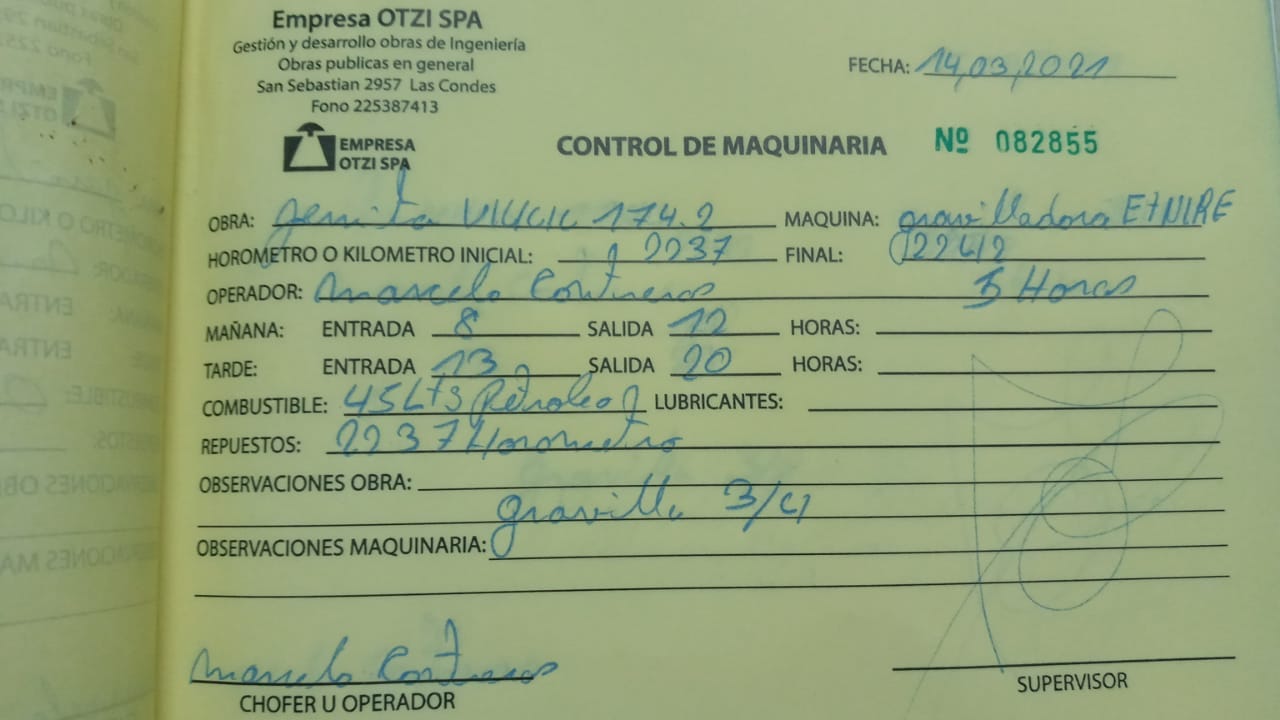 Empresa OTZI SPA
Gestión y desarrollo obras de Ingeniería
Obras publicas en general
San Sebastian 2957 Las Condes
Fono 225387413
FECHA: 14,03,2021
EMPRESA
OTZI SPA
CONTROL DE MAQUINARIA Nº 082855
OBRA: 174.2 MAQUINA: gravilladora EtNIRE
HOROMETRO O KILOMETRO INICIAL: 2237 FINAL: 2242
OPERADOR: Marcelo Contreras 5 Horas
MAÑANA: ENTRADA 8 SALIDA 12 HORAS:
TARDE: ENTRADA 13 SALIDA 20 HORAS:
COMBUSTIBLE: 45Lts Petroleo LUBRICANTES:
REPUESTOS: 2237 Horometro
OBSERVACIONES OBRA:
gravilla 3/4
OBSERVACIONES MAQUINARIA:
Marcelo Contreras
CHOFER U OPERADOR
SUPERVISOR